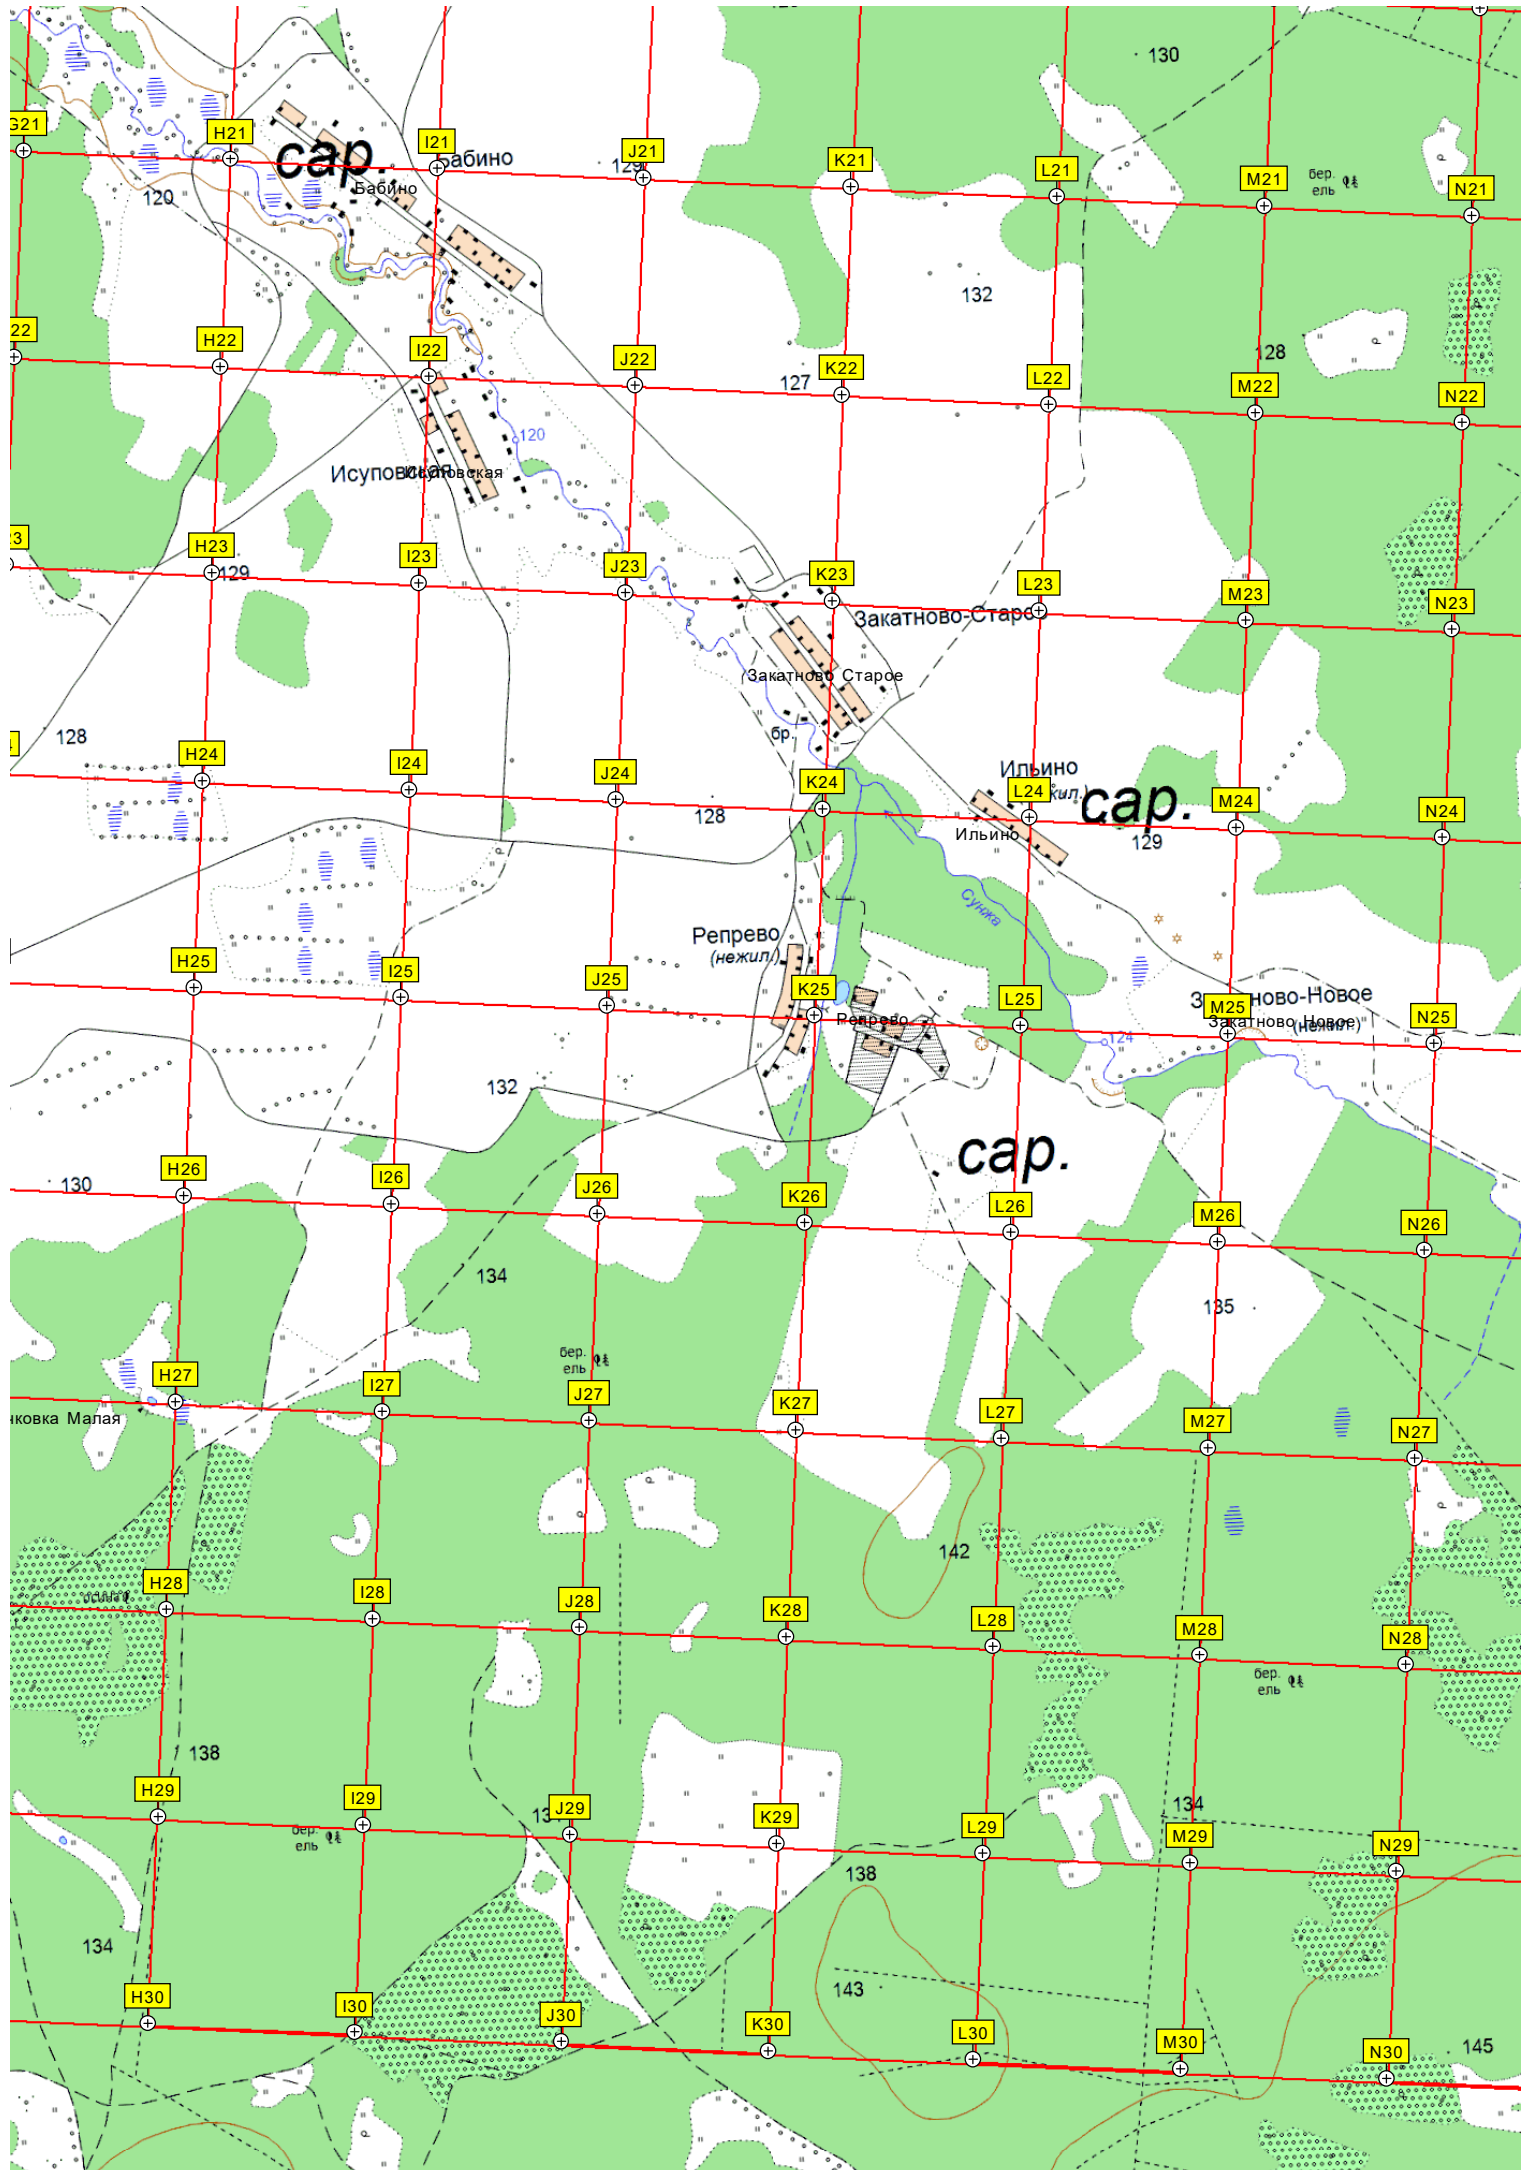 130
G21
H21
сар.
I21
Бабино
129
J21
K21
L21
M21
бер.
ель
N21
120
Бабино
132
22
H22
I22
J22
127
K22
L22
128
M22
N22
120
Исуповская
Исуповская
H23
129
I23
J23
K23
L23
M23
N23
Закатново-Старое
Закатново Старое
128
бр.
H24
I24
J24
128
K24
Ильино
L24
сар.
M24
N24
Ильино
129
Сунжа
Репрево
(нежил.)
H25
I25
J25
K25
L25
M25
N25
Репрево
Закатново Новое
124
132
130
H26
I26
J26
K26
сар.
L26
M26
N26
134
135
бер.
ель
H27
I27
J27
K27
L27
M27
N27
нковка Малая
142
H28
I28
J28
K28
L28
M28
N28
бер.
ель
138
H29
I29
J29
K29
L29
134
M29
N29
бер.
ель
138
134
143
H30
I30
J30
K30
L30
M30
N30
145